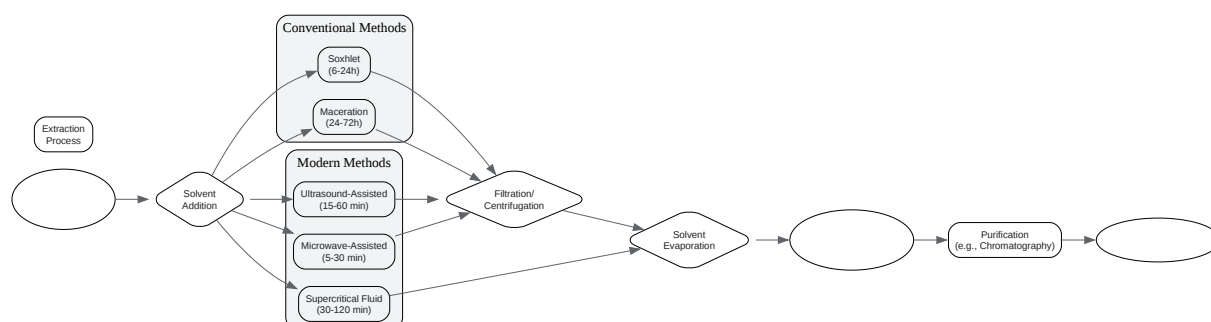 Conventional Methods
Soxhlet
(6-24h)
Maceration
(24-72h)
Extraction
Process
Modern Methods
Solvent
Addition
Ultrasound-Assisted
(15-60 min)
Filtration/
Centrifugation
Microwave-Assisted
(5-30 min)
Solvent
Evaporation
Purification
(e.g., Chromatography)
Supercritical Fluid
(30-120 min)